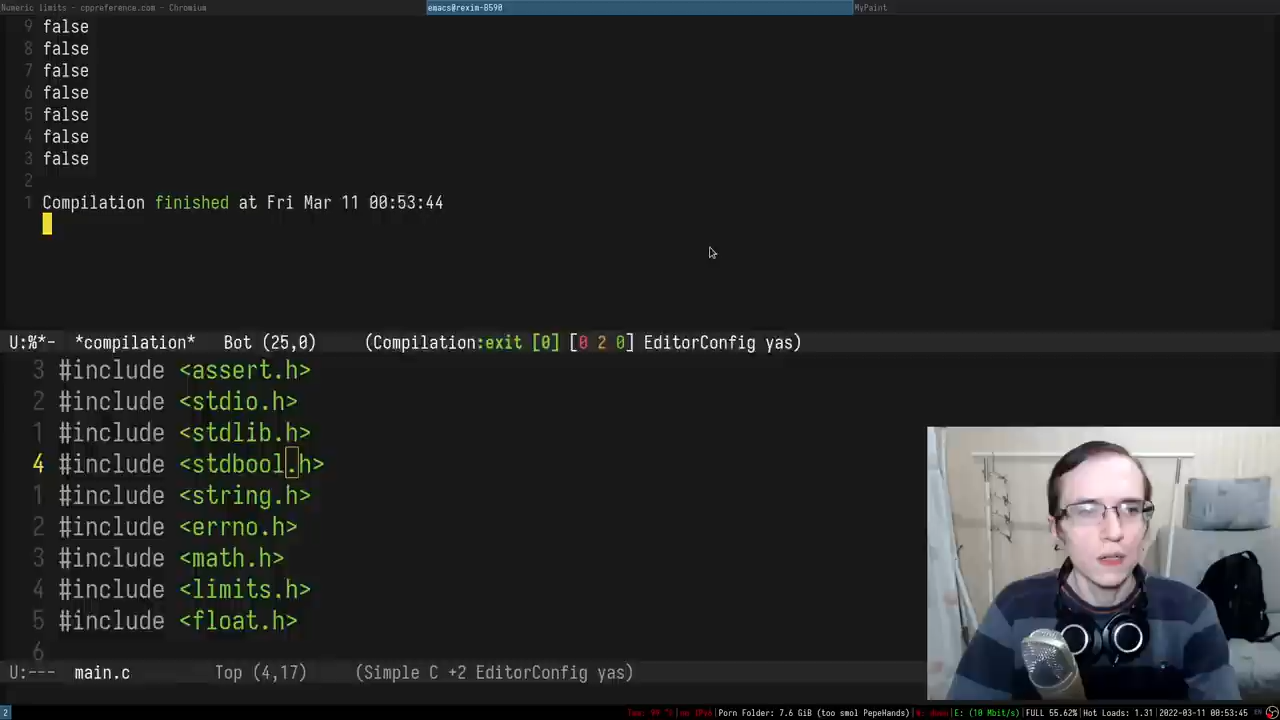 Numeric limits - cppreference.com - Chromium
emacs@rexim-B590
MyPaint
9 false
8 false
7 false
6 false
5 false
4 false
3 false
2
1 Compilation finished at Fri Mar 11 00:53:44
U:%*- *compilation* Bot (25,0) (Compilation:exit [0] [0 2 0] EditorConfig yas)
3 #include <assert.h>
2 #include <stdio.h>
1 #include <stdlib.h>
4 #include <stdbool.h>
1 #include <string.h>
2 #include <errno.h>
3 #include <math.h>
4 #include <limits.h>
5 #include <float.h>
6
U:--- main.c Top (4,17) (Simple C +2 EditorConfig yas)
2 Porn Folder: 7.6 GiB (too smol PepeHands) W: down E: (10 Mbit/s) FULL 55.62% Hot Loads: 1.31 2022-03-11 00:53:45 EN